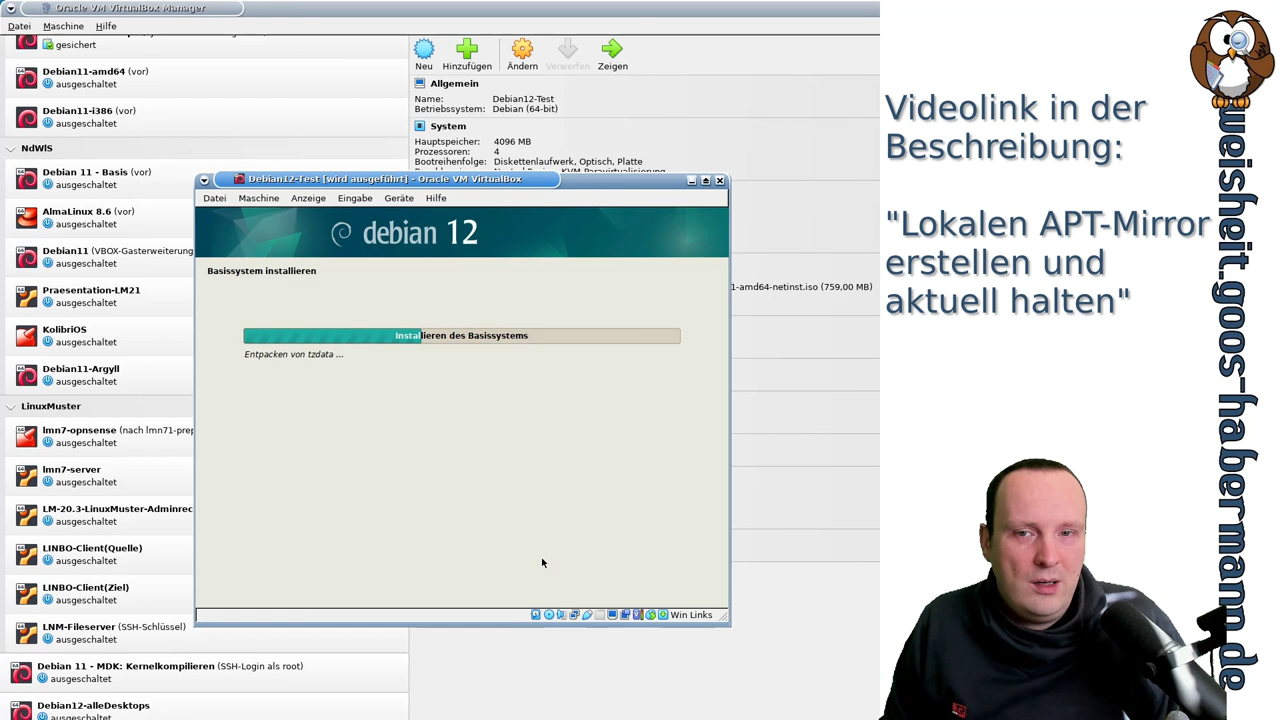 Oracle VM VirtualBox Manager
Datei Maschine Hilfe
gesichert
Debian11-amd64 (vor)
ausgeschaltet
Debian11-i386 (vor)
ausgeschaltet
NdWlS
Debian 11 - Basis (vor)
ausgeschaltet
AlmaLinux 8.6 (vor)
ausgeschaltet
Debian11 (VBOX-Gasterweiterung
ausgeschaltet
Praesentation-LM21
ausgeschaltet
KolibriOS
ausgeschaltet
Debian11-Argyll
ausgeschaltet
LinuxMuster
lmn7-opnsense (nach lmn71-prep
ausgeschaltet
lmn7-server
ausgeschaltet
LM-20.3-LinuxMuster-Adminrec
ausgeschaltet
LINBO-Client(Quelle)
ausgeschaltet
LINBO-Client(Ziel)
ausgeschaltet
LNM-Fileserver (SSH-Schlüssel)
ausgeschaltet
Debian 11 - MDK: Kernelkompilieren (SSH-Login als root)
ausgeschaltet
Debian12-alleDesktops
ausgeschaltet
Neu Hinzufügen Ändern Verwerfen Zeigen
Allgemein
Name: Debian12-Test
Betriebssystem: Debian (64-bit)
System
Hauptspeicher: 4096 MB
Prozessoren: 4
Bootreihenfolge: Diskettenlaufwerk, Optisch, Platte
KVM-Paravirtualisierung
1-amd64-netinst.iso (759,00 MB)
Debian12-Test [wird ausgeführt] - Oracle VM VirtualBox
Datei Maschine Anzeige Eingabe Geräte Hilfe
debian 12
Basissystem installieren
Installieren des Basissystems
Entpacken von tzdata ...
Win Links
Videolink in der
Beschreibung:
"Lokalen APT-Mirror
erstellen und
aktuell halten"
weisheit.goos-habermann.de